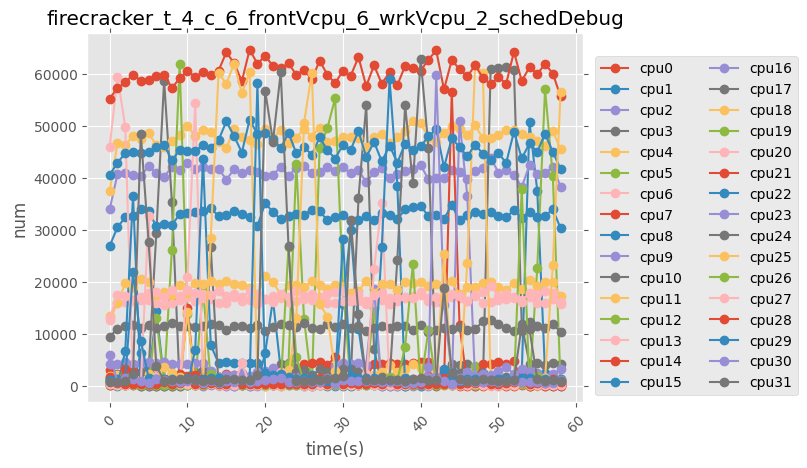 firecracker_t_4_c_6_frontVcpu_6_wrkVcpu_2_schedDebug
num
60000
50000
40000
30000
20000
10000
0
0
10
20
30
40
50
60
time(s)
cpu0
cpu1
cpu2
cpu3
cpu4
cpu5
cpu6
cpu7
cpu8
cpu9
cpu10
cpu11
cpu12
cpu13
cpu14
cpu15
cpu16
cpu17
cpu18
cpu19
cpu20
cpu21
cpu22
cpu23
cpu24
cpu25
cpu26
cpu27
cpu28
cpu29
cpu30
cpu31